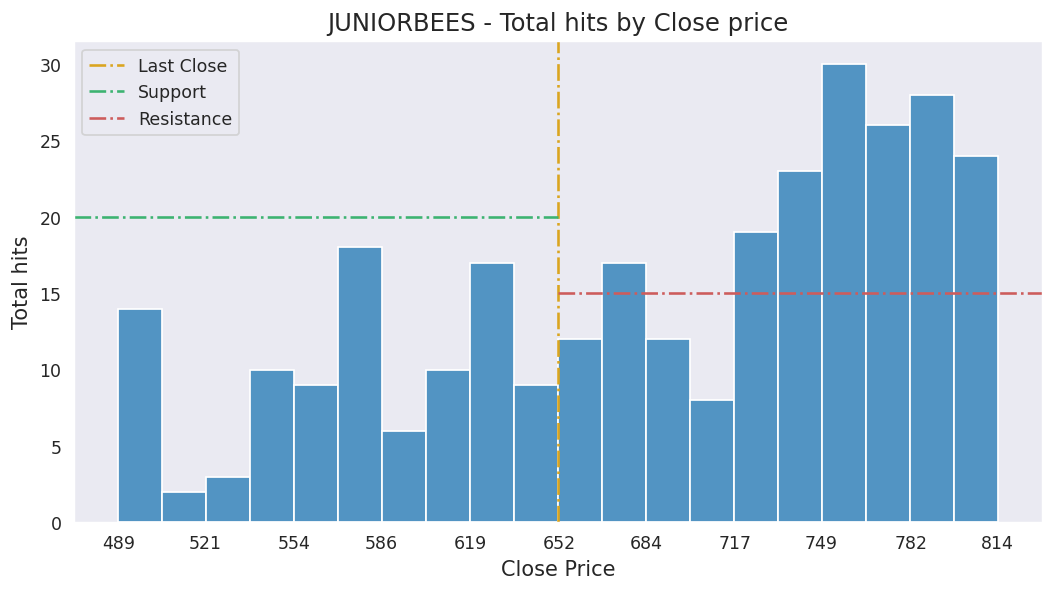 JUNIORBEES - Total hits by Close price
Last Close
Support
Resistance
Total hits
30
25
20
15
10
5
0
489 521 554 586 619 652 684 717 749 782 814
Close Price